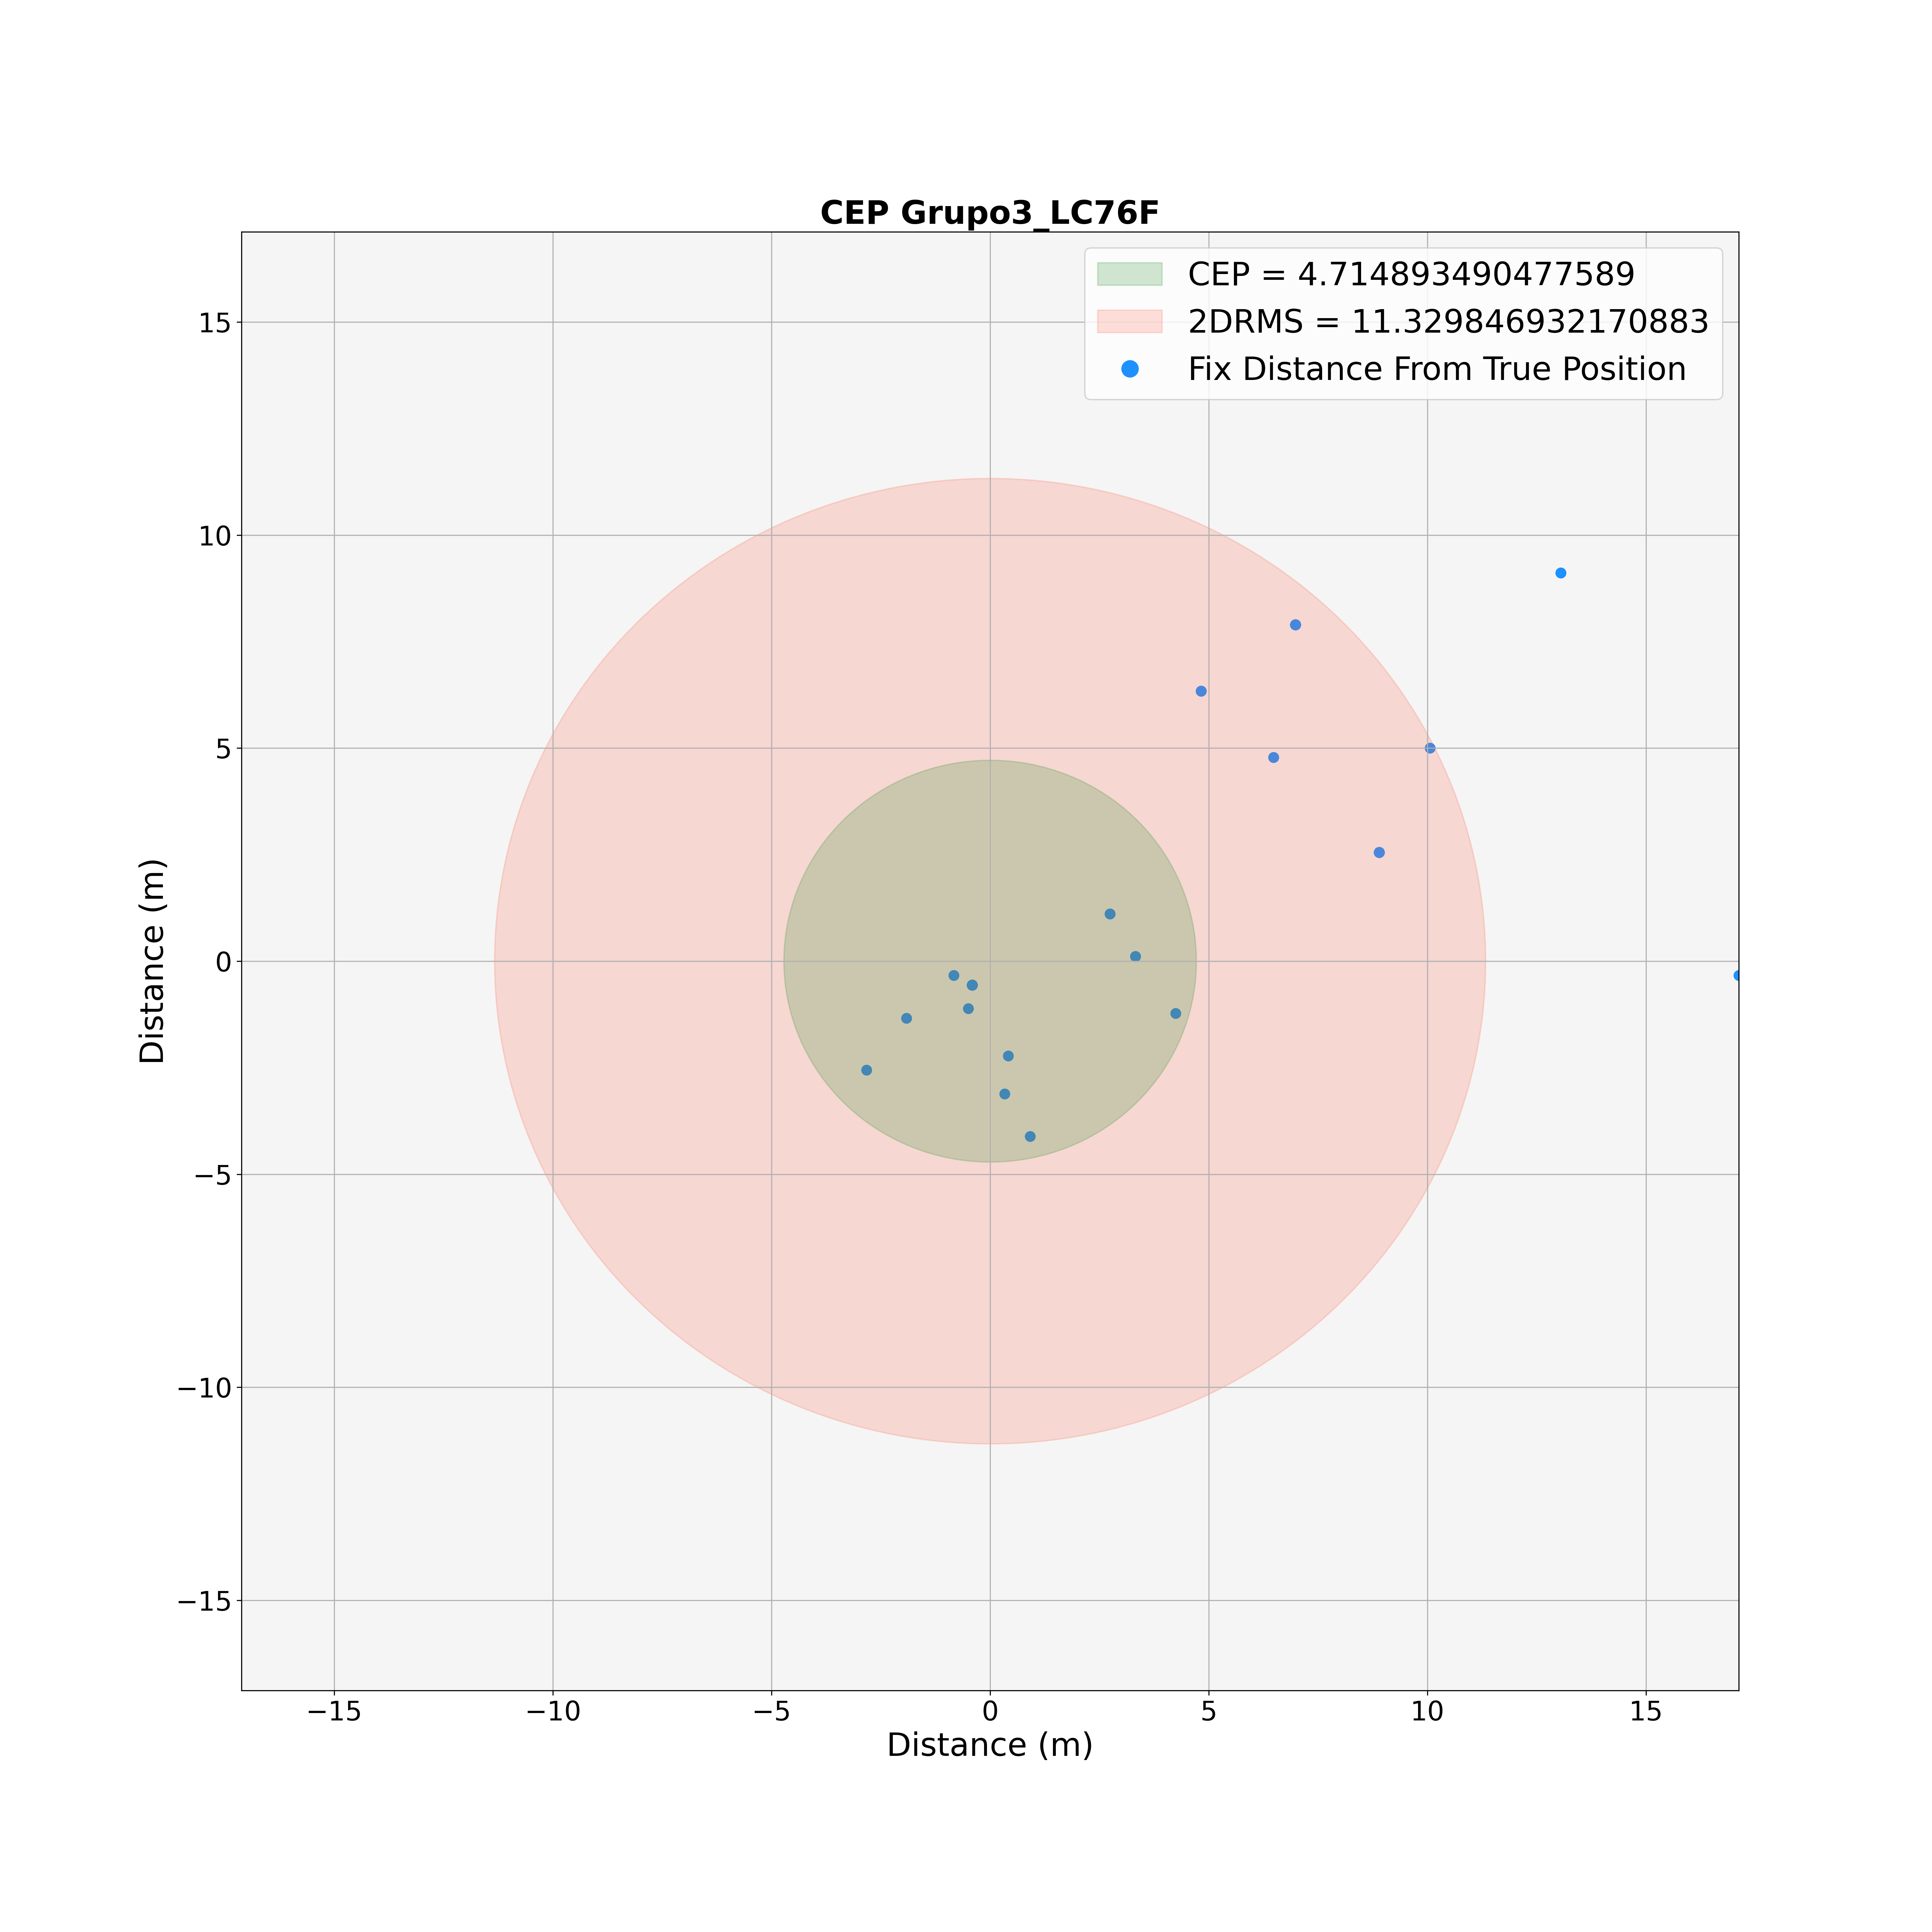 CEP Grupo3_LC76F
CEP = 4.714893490477589
2DRMS = 11.329846932170883
Fix Distance From True Position
15
10
5
0
−5
−10
−15
Distance (m)
−15 −10 −5 0 5 10 15
Distance (m)